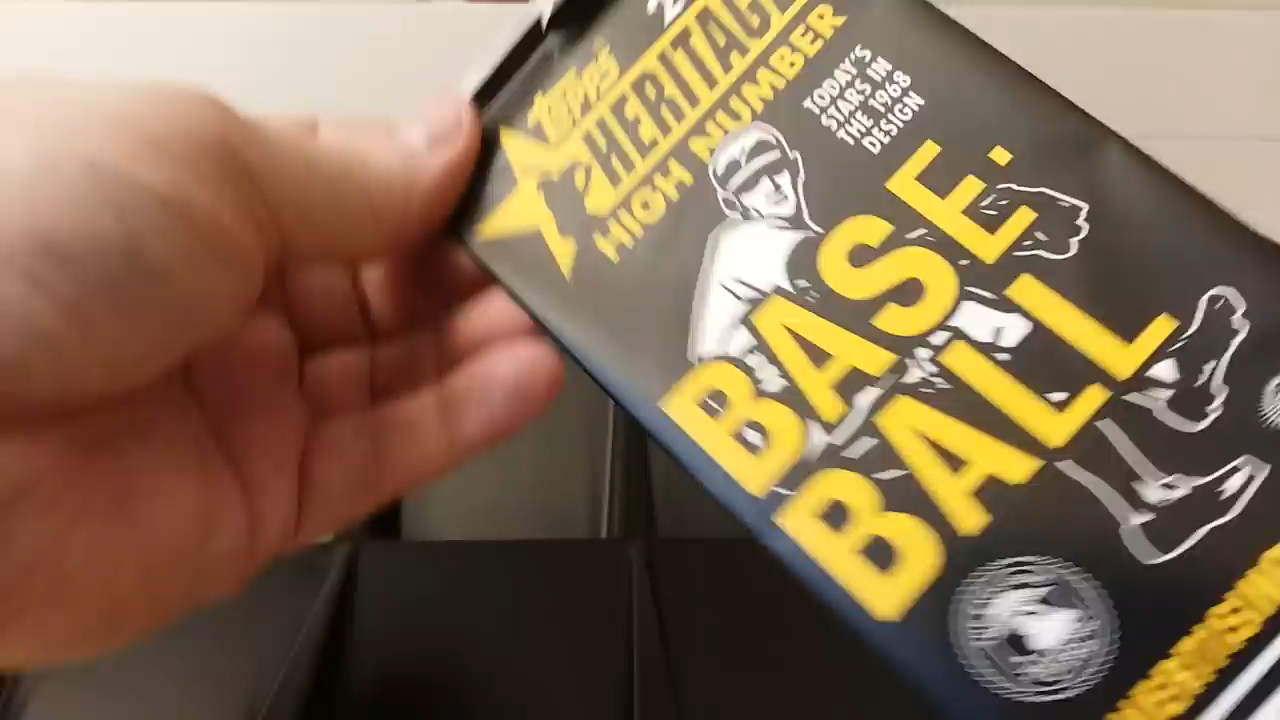 TOPPS
HERITAGE
HIGH NUMBER
TODAY'S
STARS IN
THE 1968
DESIGN
BASE.
BALL